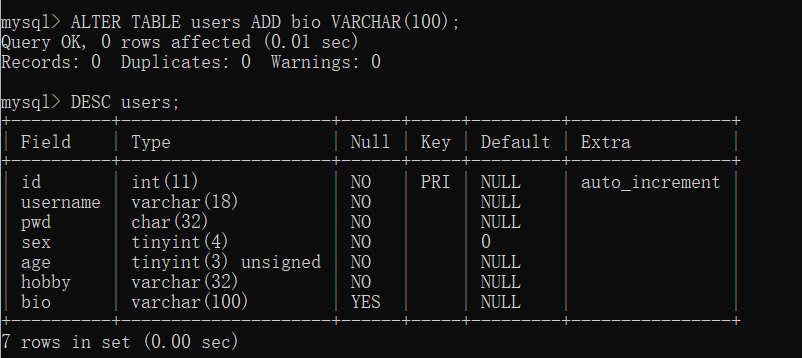 mysql> ALTER TABLE users ADD bio VARCHAR(100);
Query OK, 0 rows affected (0.01 sec)
Records: 0  Duplicates: 0  Warnings: 0

mysql> DESC users;
+----------+---------------------+------+-----+---------+----------------+
| Field    | Type                | Null | Key | Default | Extra          |
+----------+---------------------+------+-----+---------+----------------+
| id       | int(11)             | NO   | PRI | NULL    | auto_increment |
| username | varchar(18)         | NO   |     | NULL    |                |
| pwd      | char(32)            | NO   |     | NULL    |                |
| sex      | tinyint(4)          | NO   |     | 0       |                |
| age      | tinyint(3) unsigned | NO   |     | NULL    |                |
| hobby    | varchar(32)         | NO   |     | NULL    |                |
| bio      | varchar(100)        | YES  |     | NULL    |                |
+----------+---------------------+------+-----+---------+----------------+
7 rows in set (0.00 sec)